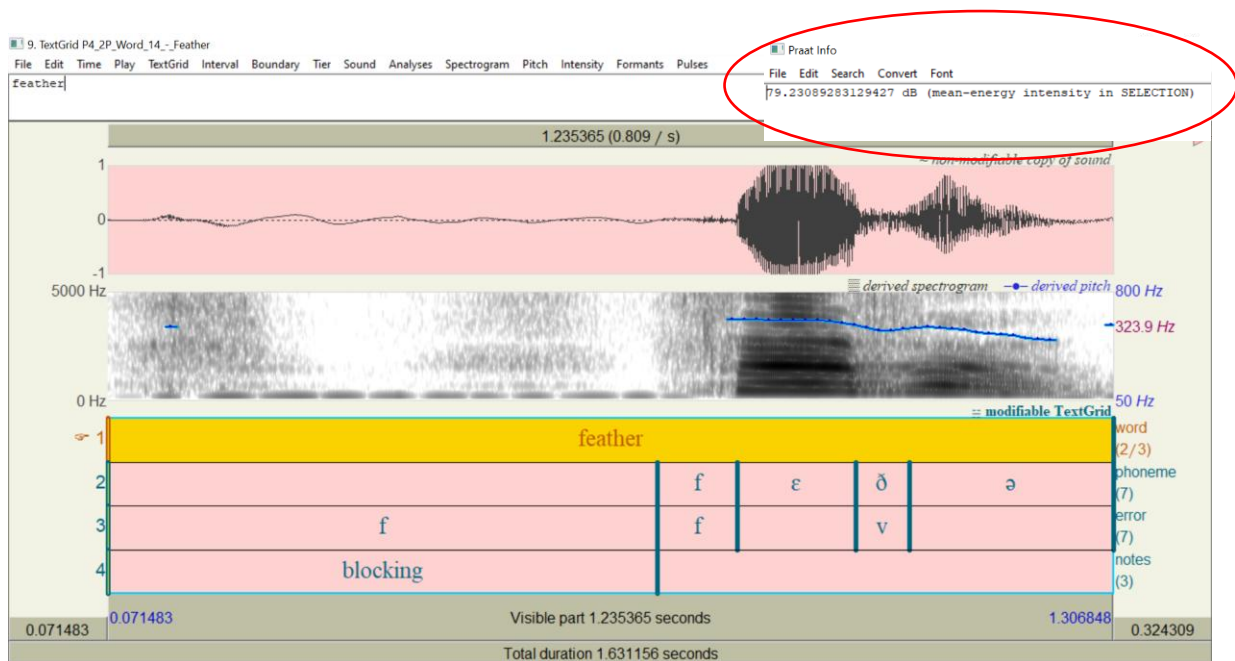 9. TextGrid P4_2P_Word_14_-_Feather
File Edit Time Play TextGrid Interval Boundary Tier Sound Analyses Spectrogram Pitch Intensity Formants Pulses
feather
Praat Info
File Edit Search Convert Font
79.23089283129427 dB (mean-energy intensity in SELECTION)
1.235365 (0.809 / s)
~ non-modifiable copy of sound
1
0
-1
5000 Hz
derived spectrogram
derived pitch
800 Hz
323.9 Hz
0 Hz
50 Hz
modifiable TextGrid
1 feather word (2/3)
2 f ɛ ð ə phoneme (7)
3 f f v error (7)
4 blocking notes (3)
0.071483 Visible part 1.235365 seconds 1.306848
0.071483 0.324309
Total duration 1.631156 seconds